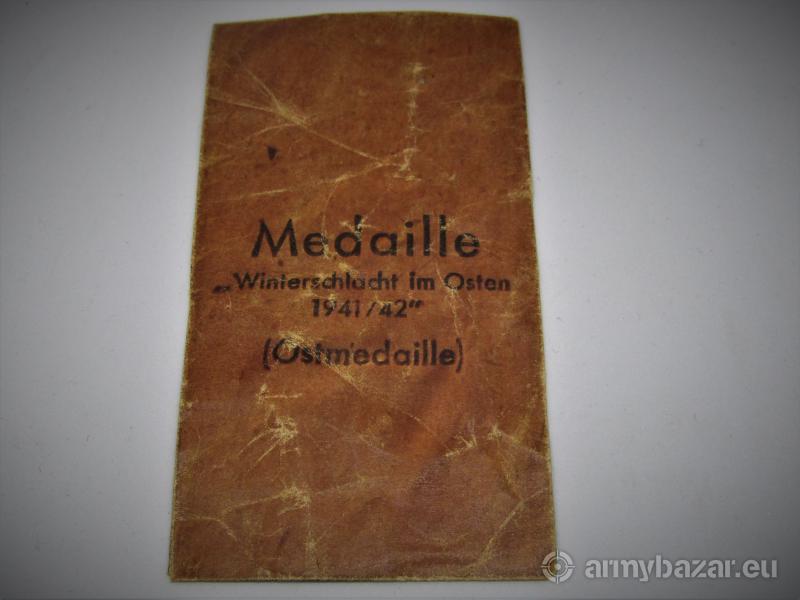 Medaille
„Winterschlacht im Osten
1941/42“
(Ostmedaille)
armybazar.eu